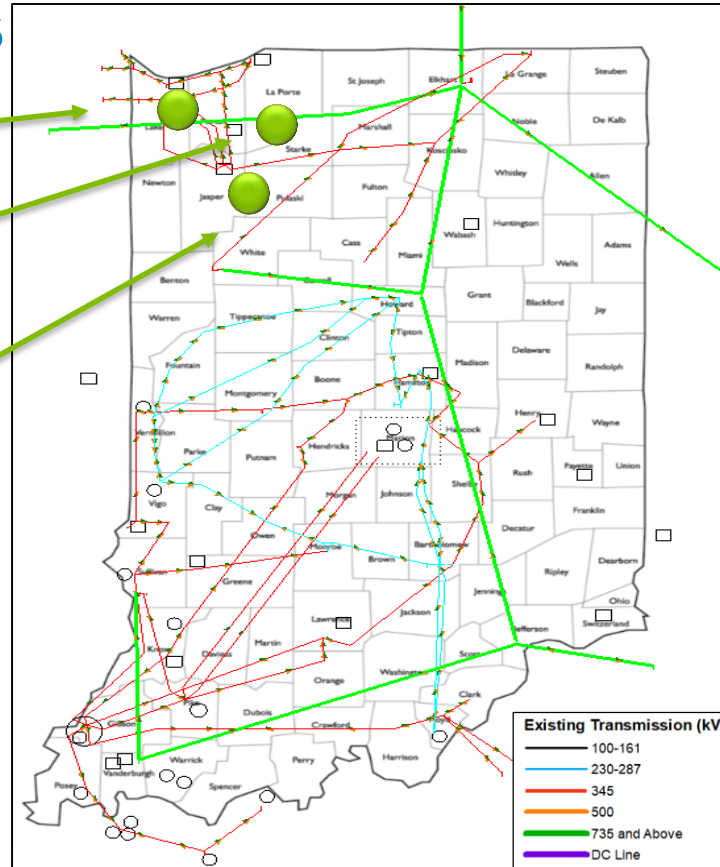 S
La Porte
St Joseph
Elkhart
La Grange
Steuben
Lake
Starke
Marshall
Noble
De Kalb
Newton
Jasper
Pulaski
Fulton
Kosciusko
Whitley
Allen
White
Cass
Miami
Wabash
Huntington
Wells
Adams
Benton
Carroll
Grant
Blackford
Jay
Warren
Tippecanoe
Howard
Clinton
Tipton
Fountain
Montgomery
Boone
Hamilton
Madison
Delaware
Randolph
Vermillion
Parke
Putnam
Hendricks
Marion
Hancock
Henry
Wayne
Vigo
Clay
Morgan
Johnson
Shelby
Rush
Fayette
Union
Owen
Monroe
Brown
Bartholomew
Decatur
Franklin
Sullivan
Greene
Jennings
Ripley
Dearborn
Ohio
Switzerland
Knox
Daviess
Martin
Lawrence
Jackson
Jefferson
Scott
Gibson
Pike
Dubois
Orange
Washington
Clark
Crawford
Floyd
Harrison
Posey
Vanderburgh
Warrick
Spencer
Perry
Existing Transmission (kV
100-161
230-287
345
500
735 and Above
DC Line